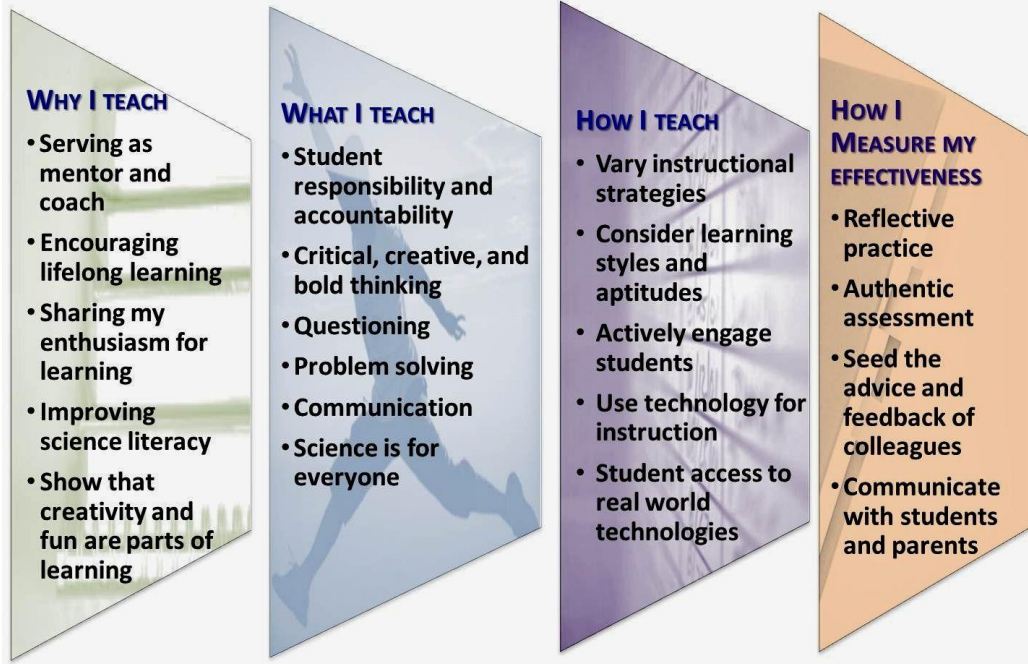 WHY I TEACH
• Serving as
mentor and
coach
• Encouraging
lifelong learning
• Sharing my
enthusiasm for
learning
• Improving
science literacy
• Show that
creativity and
fun are parts of
learning
WHAT I TEACH
• Student
responsibility and
accountability
• Critical, creative, and
bold thinking
• Questioning
• Problem solving
• Communication
• Science is for
everyone
HOW I TEACH
• Vary instructional
strategies
• Consider learning
styles and
aptitudes
• Actively engage
students
• Use technology for
instruction
• Student access to
real world
technologies
HOW I
MEASURE MY
EFFECTIVENESS
• Reflective
practice
• Authentic
assessment
• Seed the
advice and
feedback of
colleagues
• Communicate
with students
and parents